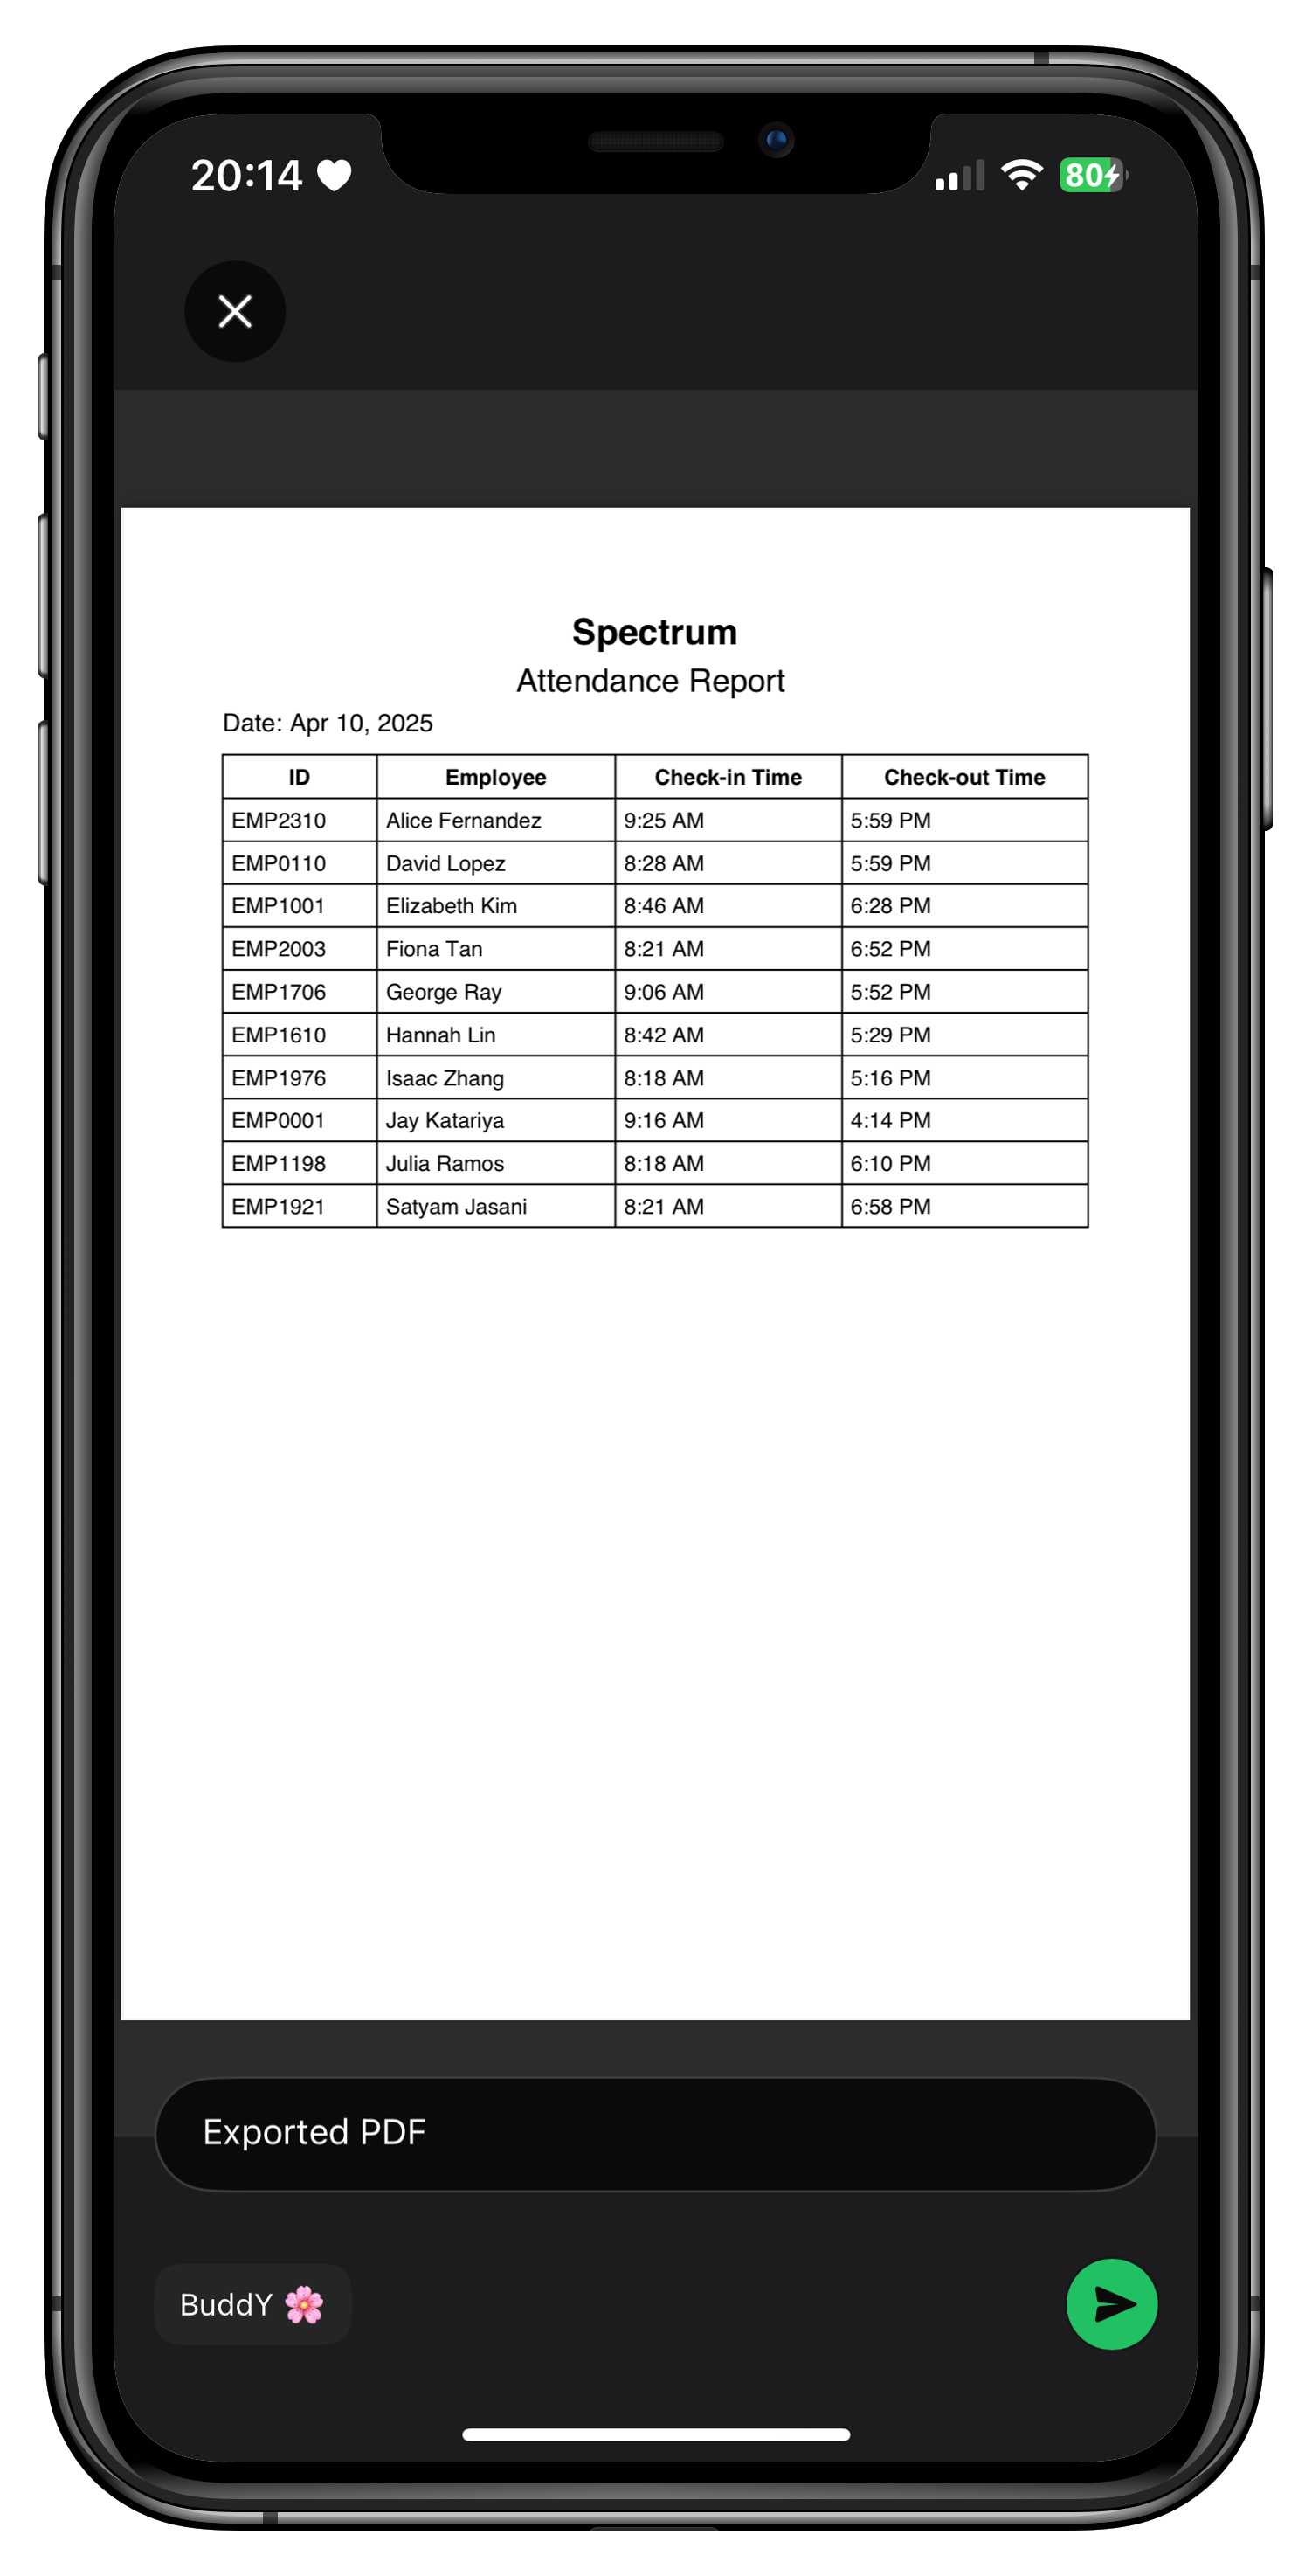 20:14
80
Spectrum
Attendance Report
Date: Apr 10, 2025
ID Employee Check-in Time Check-out Time
EMP2310 Alice Fernandez 9:25 AM 5:59 PM
EMP0110 David Lopez 8:28 AM 5:59 PM
EMP1001 Elizabeth Kim 8:46 AM 6:28 PM
EMP2003 Fiona Tan 8:21 AM 6:52 PM
EMP1706 George Ray 9:06 AM 5:52 PM
EMP1610 Hannah Lin 8:42 AM 5:29 PM
EMP1976 Isaac Zhang 8:18 AM 5:16 PM
EMP0001 Jay Katariya 9:16 AM 4:14 PM
EMP1198 Julia Ramos 8:18 AM 6:10 PM
EMP1921 Satyam Jasani 8:21 AM 6:58 PM
Exported PDF
BuddY 🌸